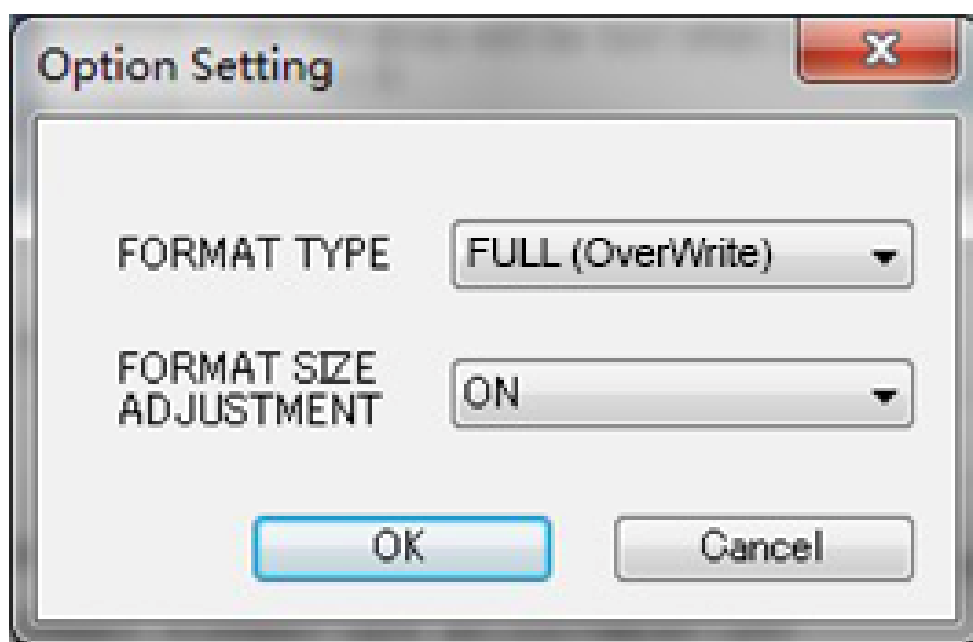 Option Setting
FORMAT TYPE
FULL (OverWrite)
FORMAT SIZE
ADJUSTMENT
ON
OK
Cancel